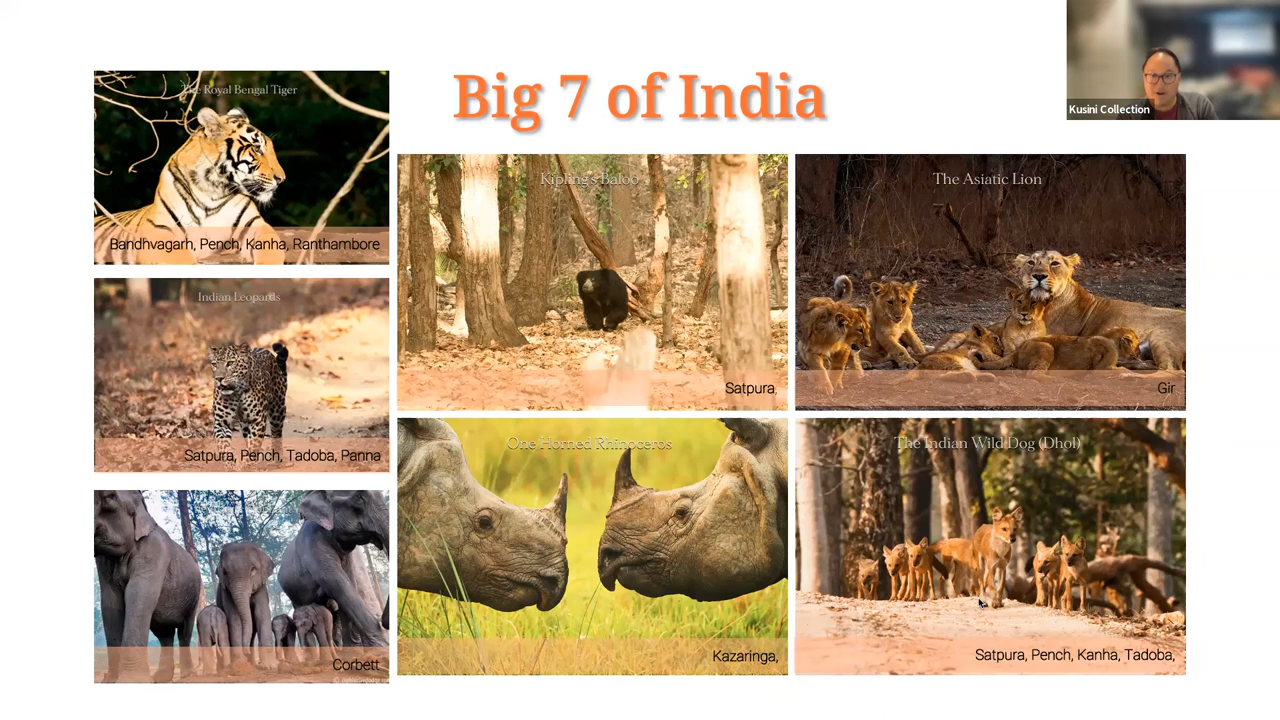 Big 7 of India
Kusini Collection
The Royal Bengal Tiger
Bandhvagarh, Pench, Kanha, Ranthambore
Kipling's Baloo
Satpura,
The Asiatic Lion
Gir
Indian Leopards
Satpura, Pench, Tadoba, Panna
Corbett
One Horned Rhinoceros
Kazaringa,
The Indian Wild Dog (Dhol)
Satpura, Pench, Kanha, Tadoba,